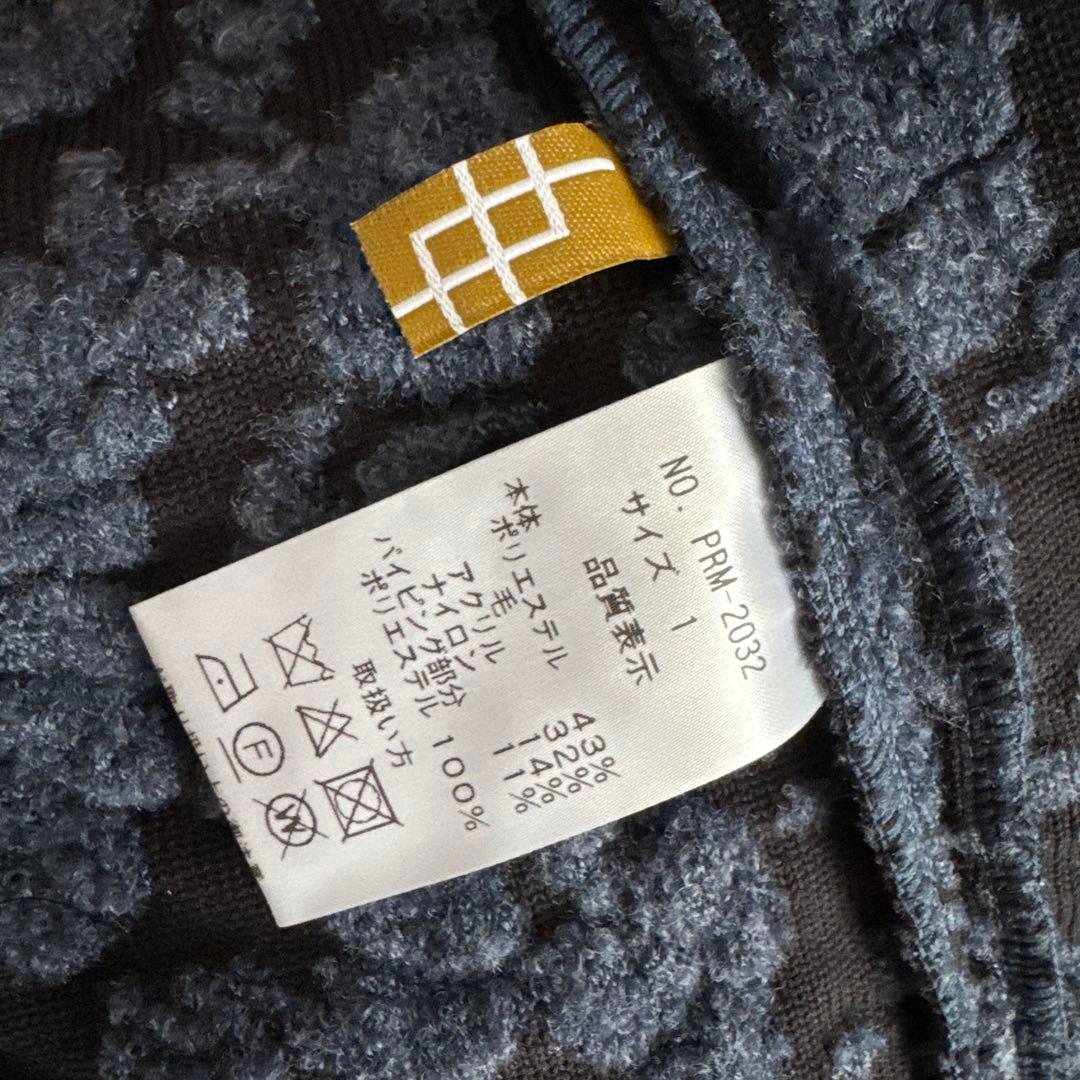 NO. PRM-2032
サイズ 1
品質表示
本体
ポリエステル 43%
毛 32%
アクリル 14%
ナイロン 11%
パイピング部分
ポリエステル 100%
取扱い方
F
W